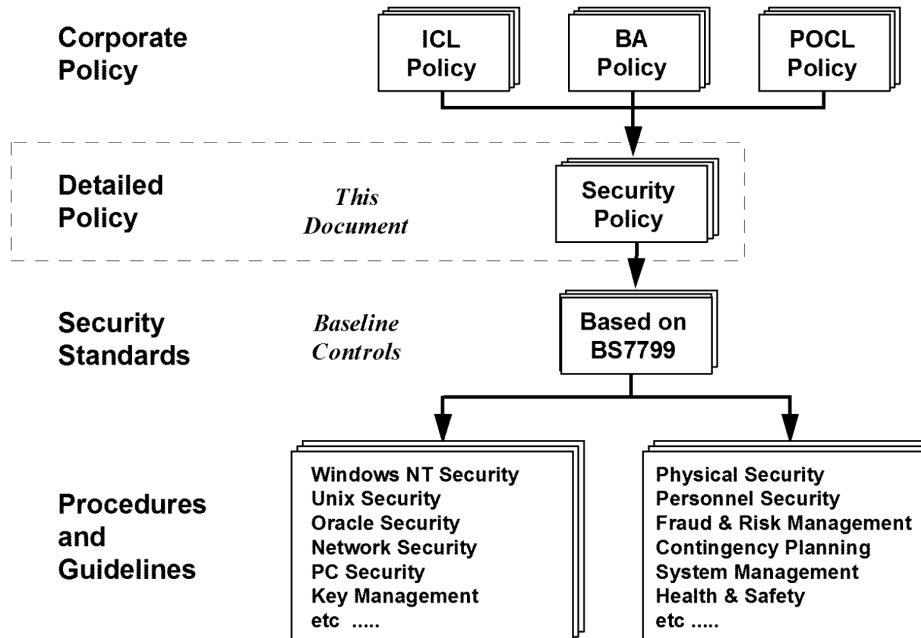 Corporate
Policy
ICL
Policy
BA
Policy
POCL
Policy
Detailed
Policy
This
Document
Security
Policy
Security
Standards
Baseline
Controls
Based on
BS7799
Procedures
and
Guidelines
Windows NT Security
Unix Security
Oracle Security
Network Security
PC Security
Key Management
etc .....
Physical Security
Personnel Security
Fraud & Risk Management
Contingency Planning
System Management
Health & Safety
etc .....